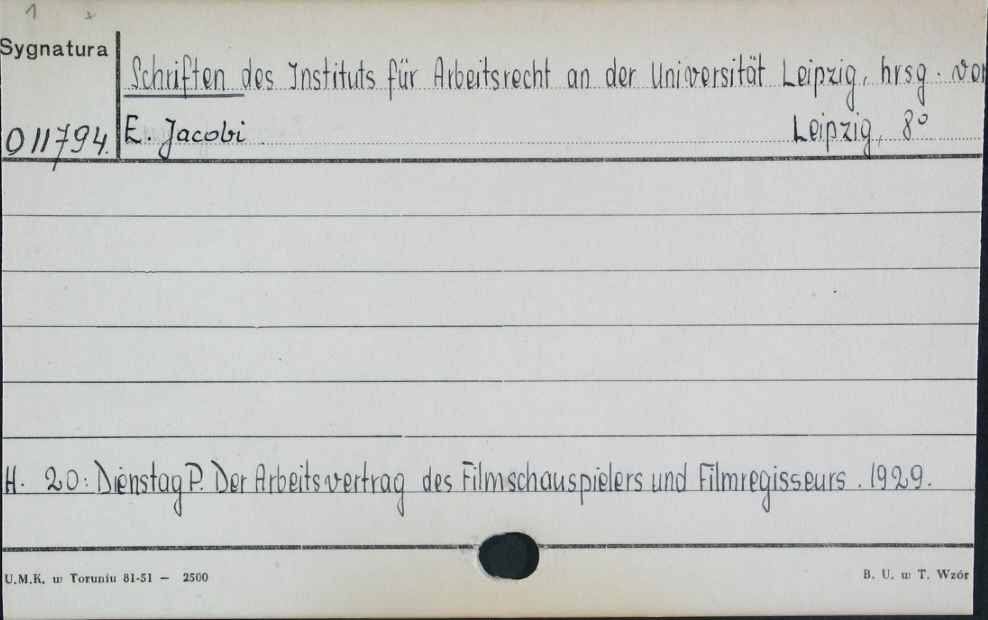 1
Sygnatura
Schriften des Instituts für Arbeitsrecht an der Universität Leipzig, hrsg. von
011794. E. Jacobi Leipzig, 8°
H. 20: Dienstag P. Der Arbeitsvertrag des Filmschauspielers und Filmregisseurs. 1929.
U.M.K. w Toruniu 81-51 — 2500 B. U. w T. Wzór